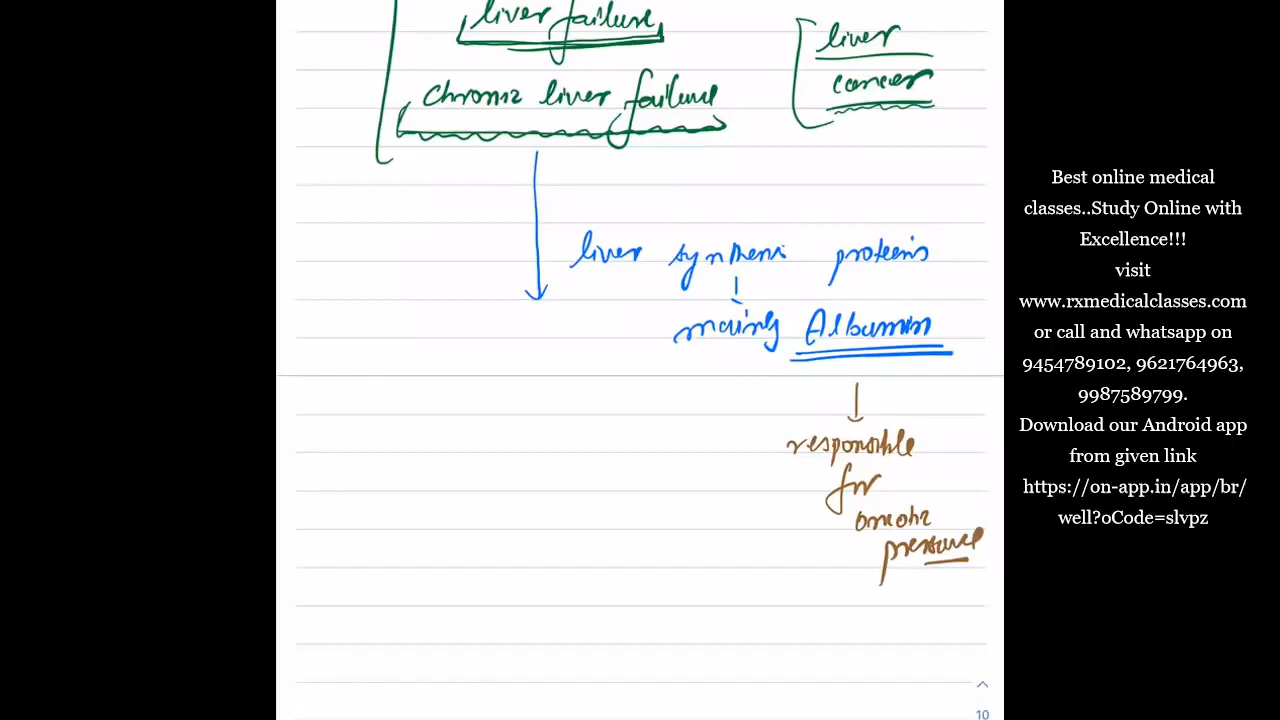 liver failure
chronic liver failure
liver
cancer
liver synthesis proteins
mainly Albumin
responsible
for
oncotic
pressure
10
Best online medical
classes..Study Online with
Excellence!!!
visit
www.rxmedicalclasses.com
or call and whatsapp on
9454789102, 9621764963,
9987589799.
Download our Android app
from given link
https://on-app.in/app/br/
well?oCode=slvpz